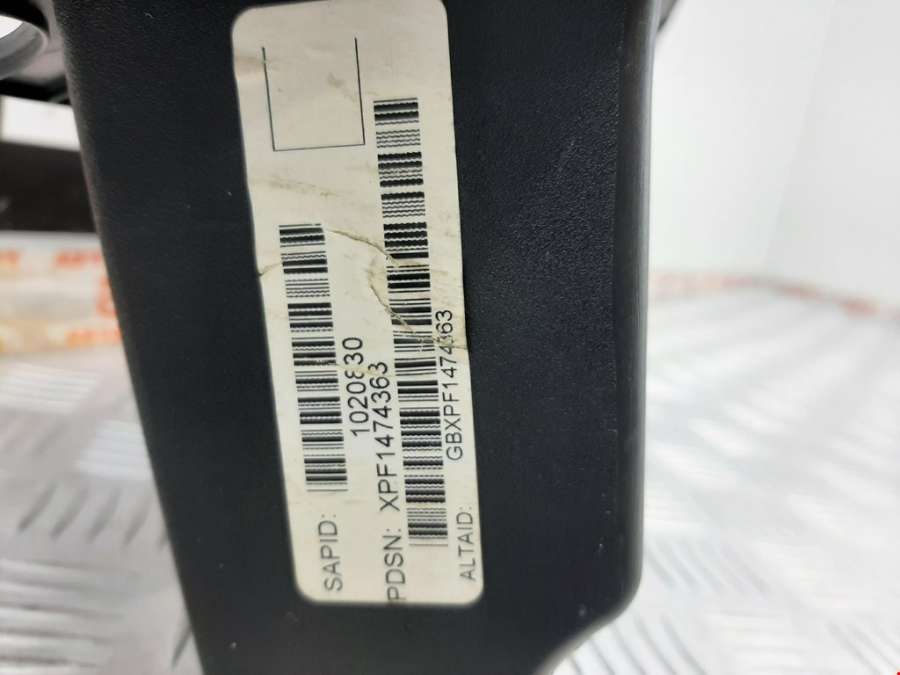 SAPID: 1020830
PDSN: XPF1474363
ALTAID: GBXPF1474363